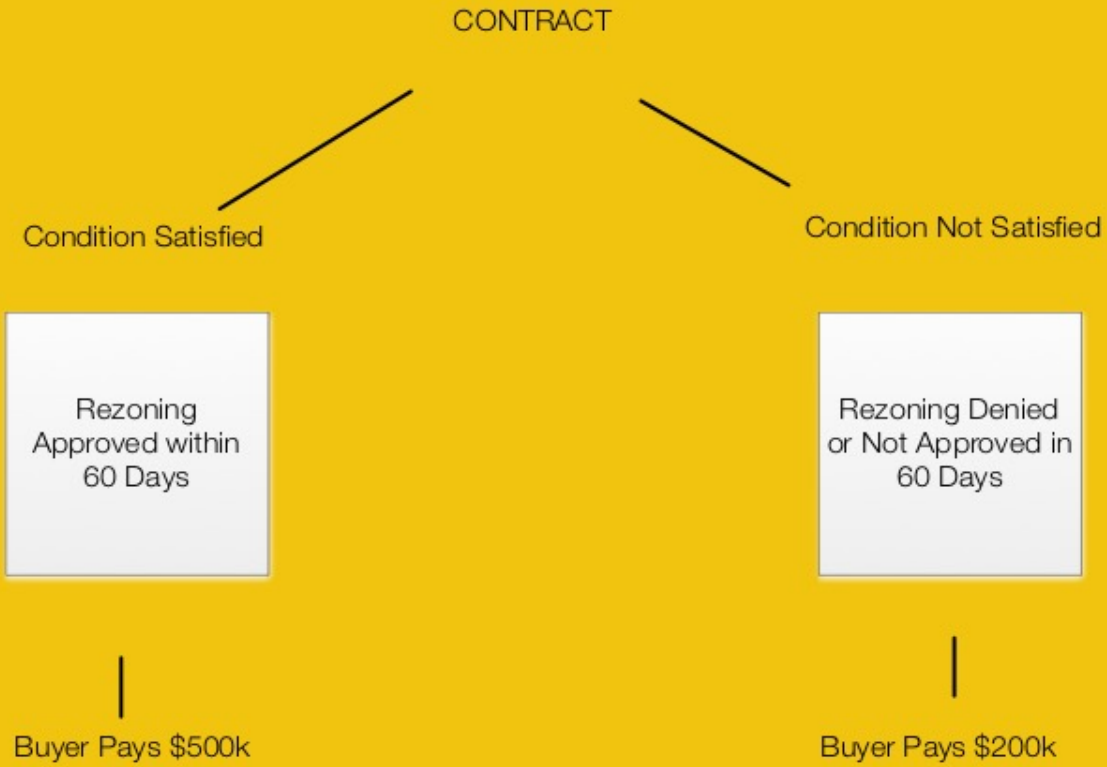 CONTRACT
Condition Satisfied
Condition Not Satisfied
Rezoning
Approved within
60 Days
Rezoning Denied
or Not Approved in
60 Days
Buyer Pays $500k
Buyer Pays $200k